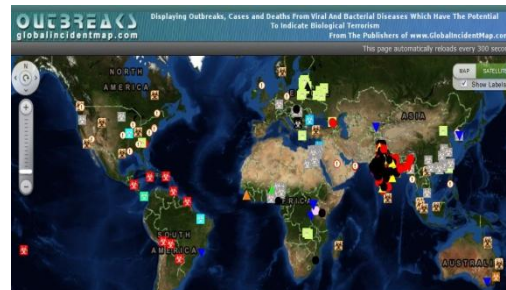 OUTBREAKS
globalincidentmap.com
Displaying Outbreaks, Cases and Deaths From Viral And Bacterial Diseases Which Have The Potential
To Indicate Biological Terrorism
From The Publishers of www.GlobalIncidentMap.com
This page automatically reloads every 300 seco
N
MAP
SATELLIT
Show Labels
NORTH
AMERICA
ASIA
AFRICA
SOUTH
AMERICA
AUSTRALI